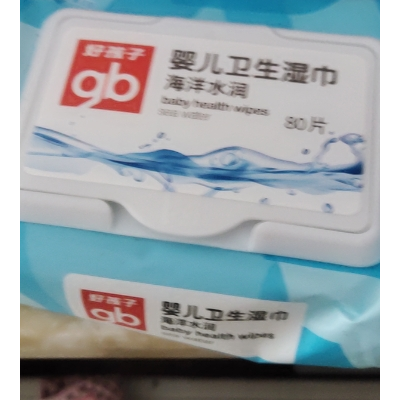 好孩子
gb
婴儿卫生湿巾
海洋水润
baby health wipes
80片
好孩子
gb
婴儿卫生湿巾
海洋水润
baby health wipes